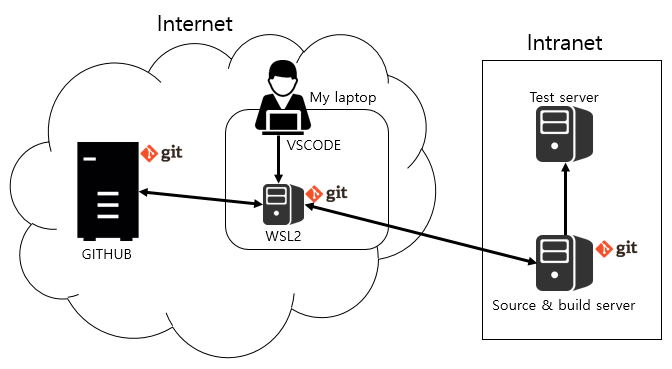 Internet
Intranet
My laptop
Test server
git
VSCODE
git
WSL2
GITHUB
git
Source & build server